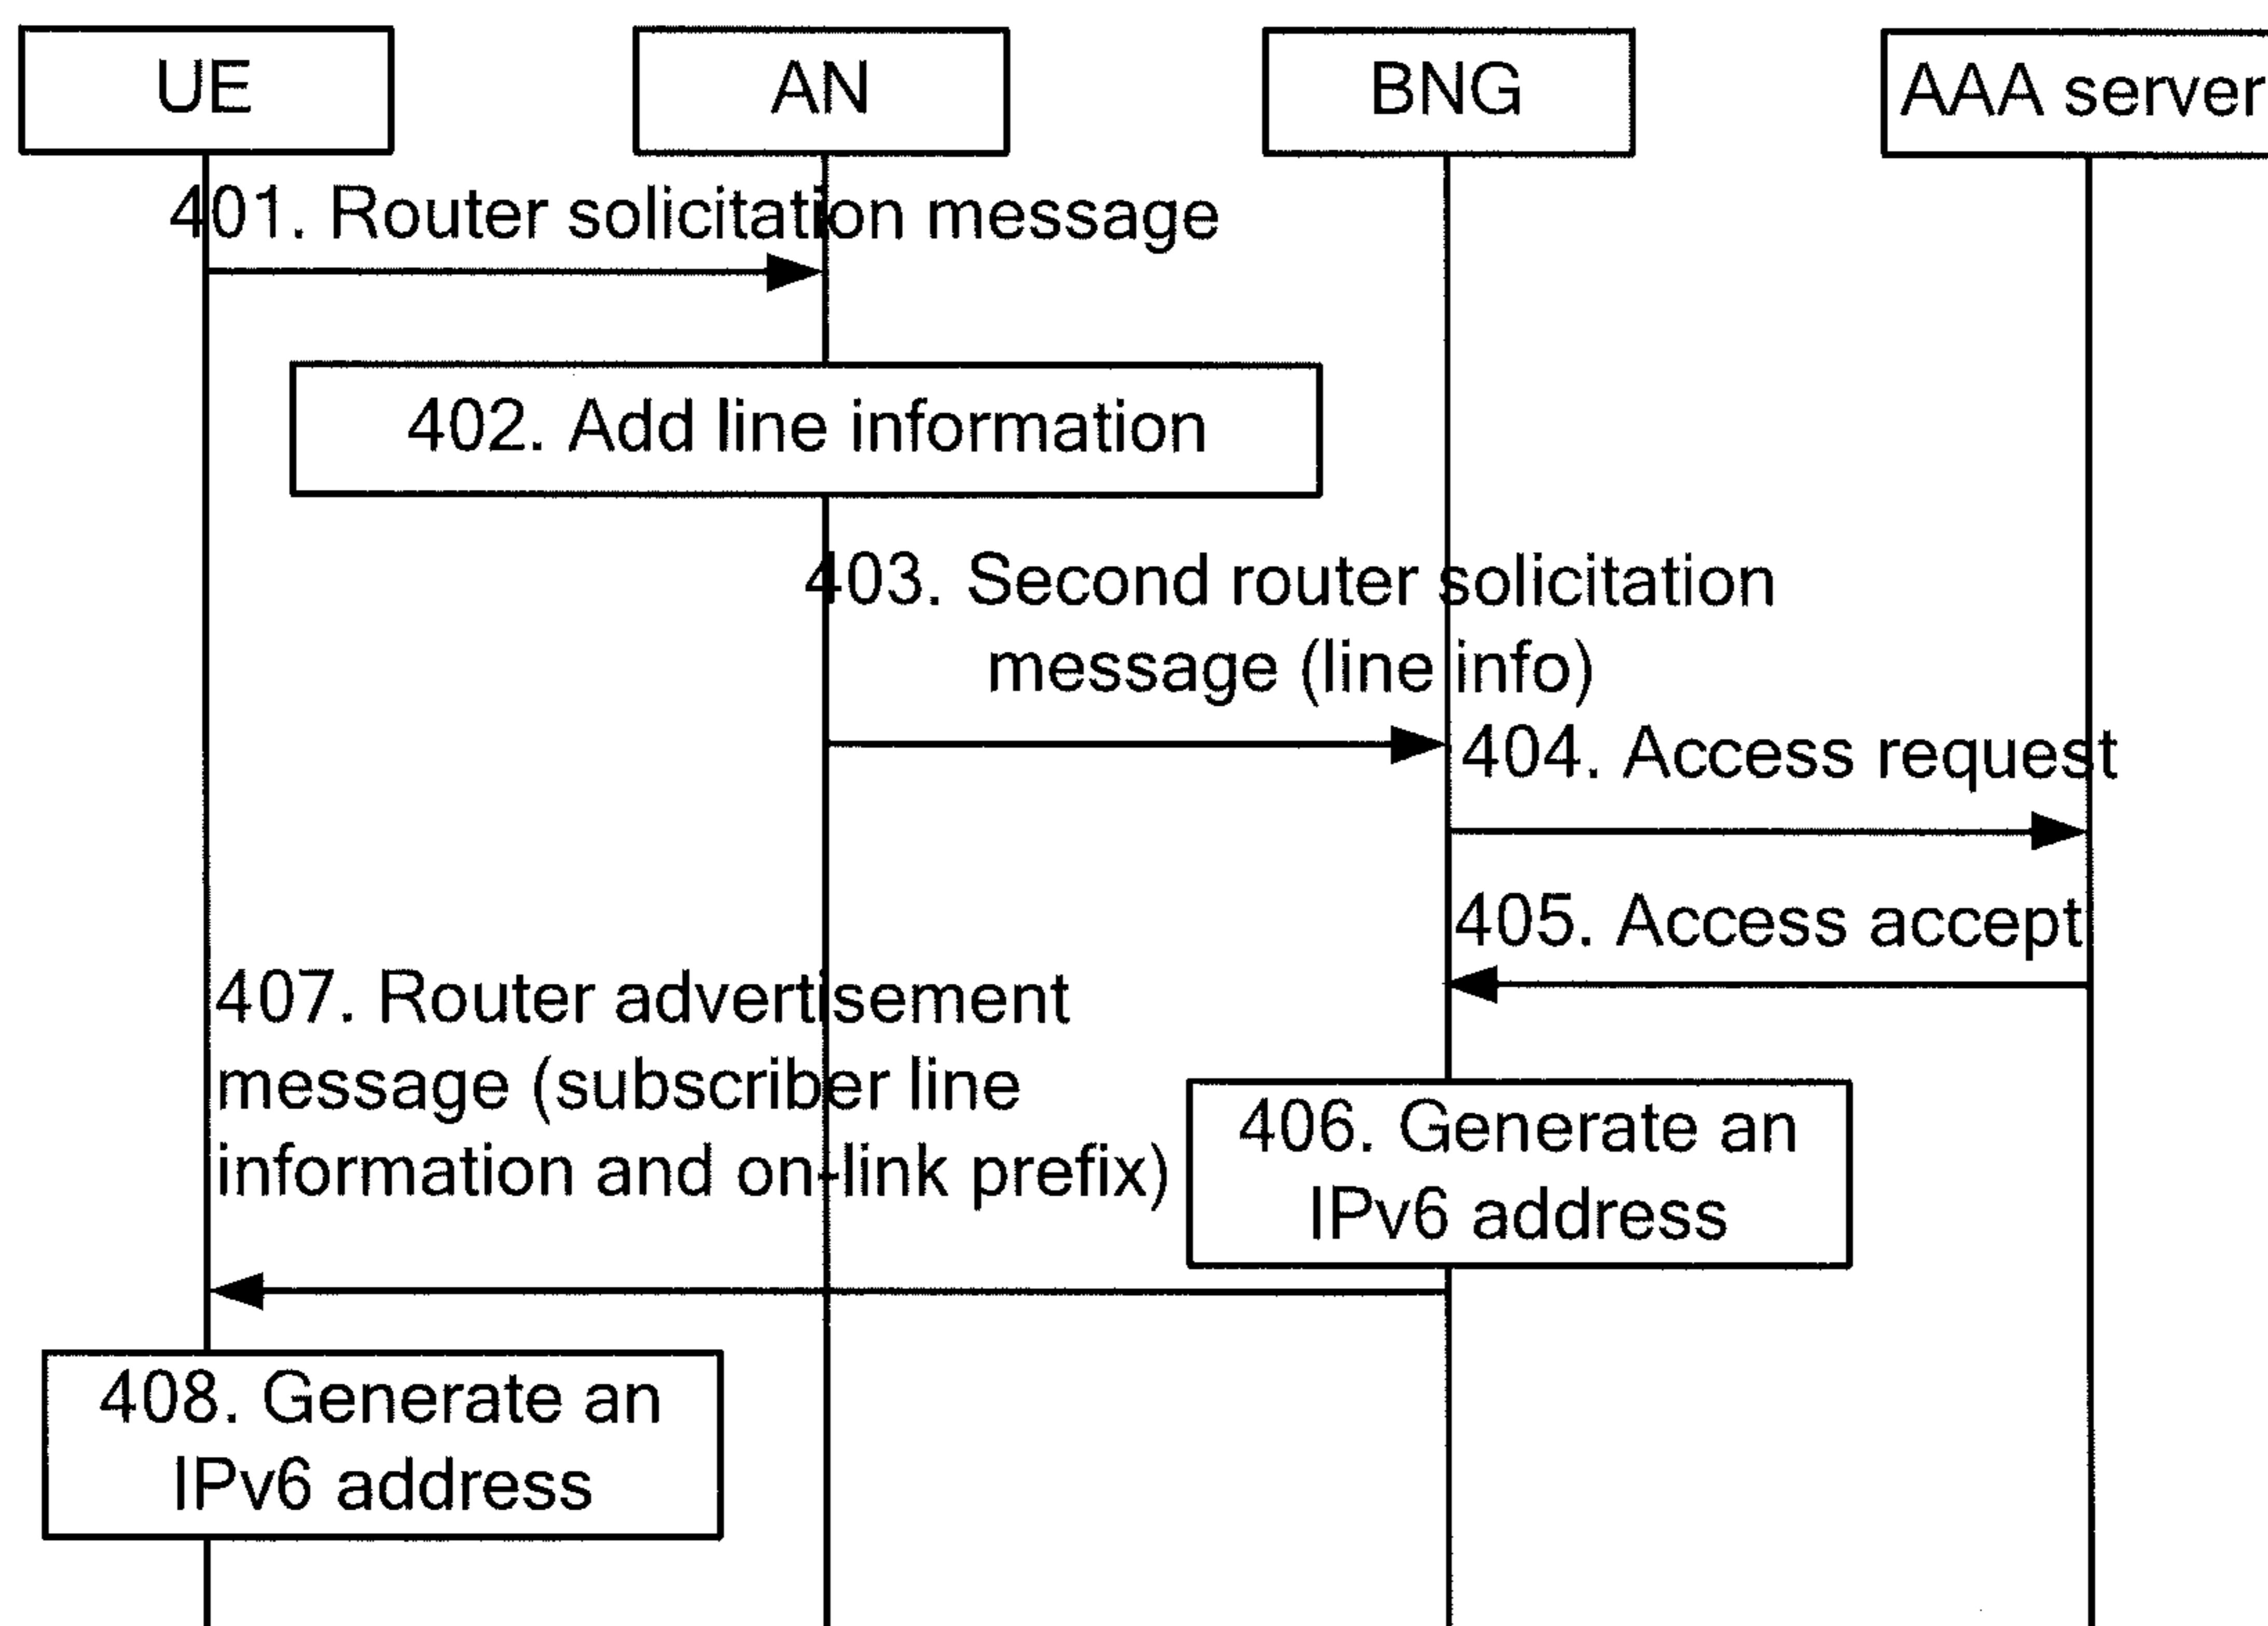 UE
AN
BNG
AAA server
401. Router solicitation message
402. Add line information
403. Second router solicitation
message (line info)
404. Access request
405. Access accept
407. Router advertisement
message (subscriber line
information and on-link prefix)
406. Generate an
IPv6 address
408. Generate an
IPv6 address